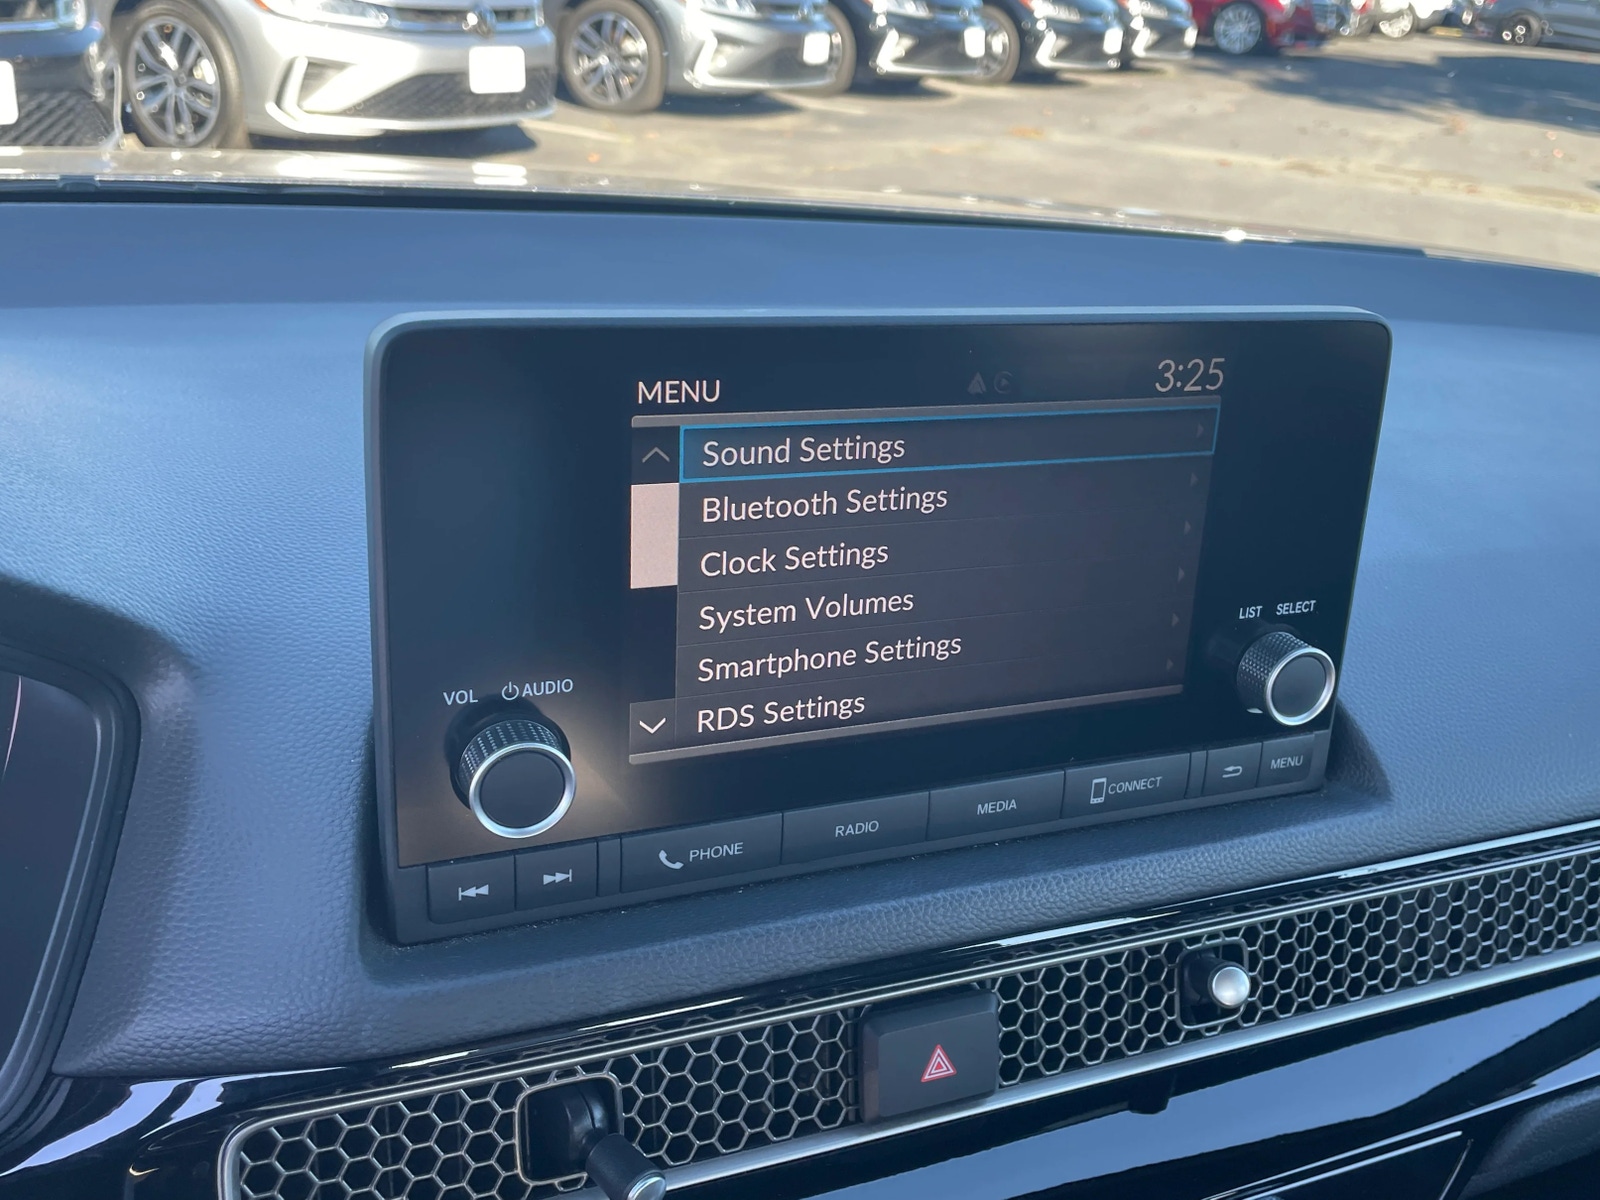 MENU
3:25
Sound Settings
Bluetooth Settings
Clock Settings
System Volumes
Smartphone Settings
RDS Settings
VOL AUDIO
LIST SELECT
PHONE
RADIO
MEDIA
CONNECT
MENU